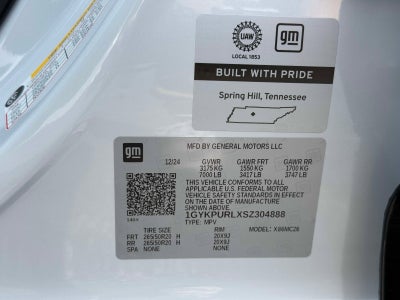 UAW
gm
LOCAL 1853
BUILT WITH PRIDE
Spring Hill, Tennessee
gm
MFD BY GENERAL MOTORS LLC
12/24 GVWR GAWR FRT GAWR RR
3175 KG 1550 KG 1700 KG
7000 LB 3417 LB 3747 LB
THIS VEHICLE CONFORMS TO ALL
APPLICABLE U.S. FEDERAL MOTOR
VEHICLE SAFETY STANDARDS IN
EFFECT ON THE DATE OF MANUFACTURE
SHOWN ABOVE.
1GYKPURLXSZ304888
TYPE: MPV
TIRE SIZE RIM MODEL: X86MC26
FRT 265/50R20 H 20X9J
RR 265/50R20 H 20X9J
SPA NONE NONE